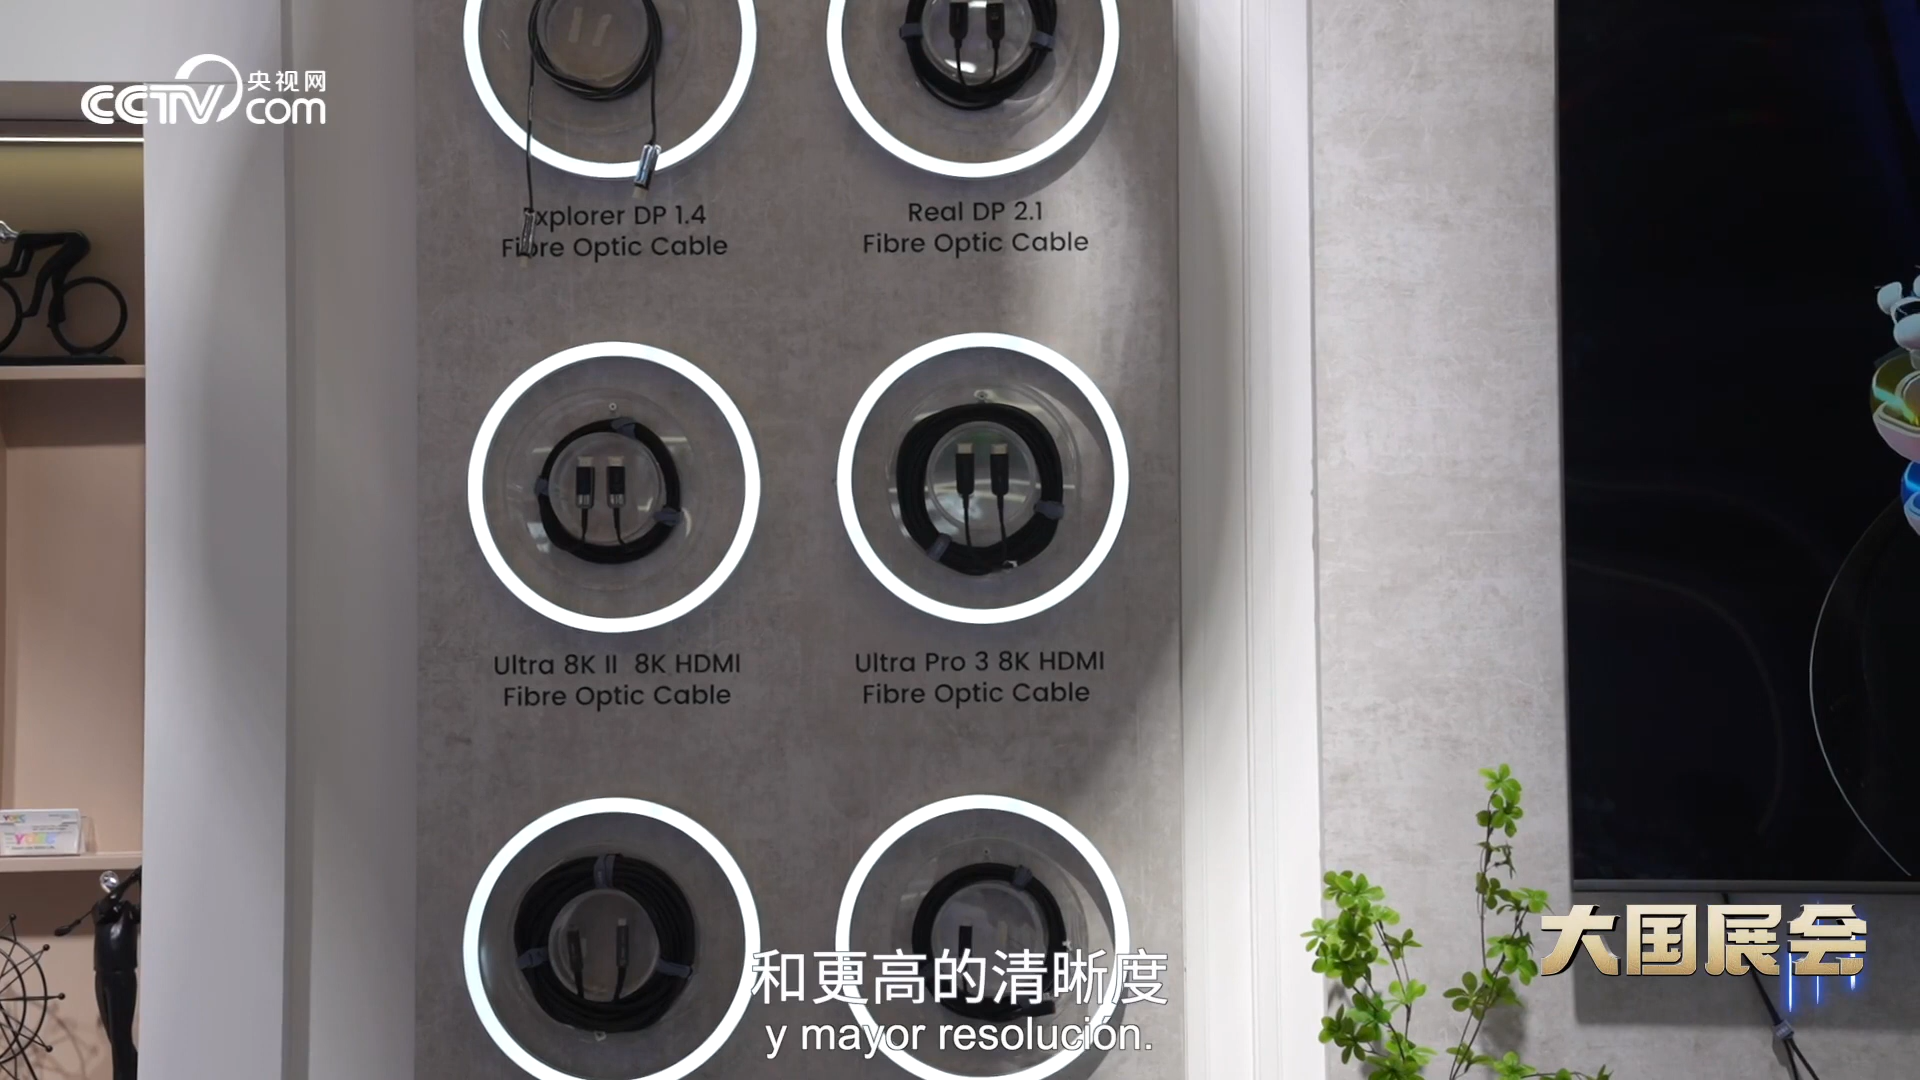 央视网
CCTV.com
Explorer DP 1.4
Fibre Optic Cable
Real DP 2.1
Fibre Optic Cable
Ultra 8K II 8K HDMI
Fibre Optic Cable
Ultra Pro 3 8K HDMI
Fibre Optic Cable
大国展会
和更高的清晰度
y mayor resolución.